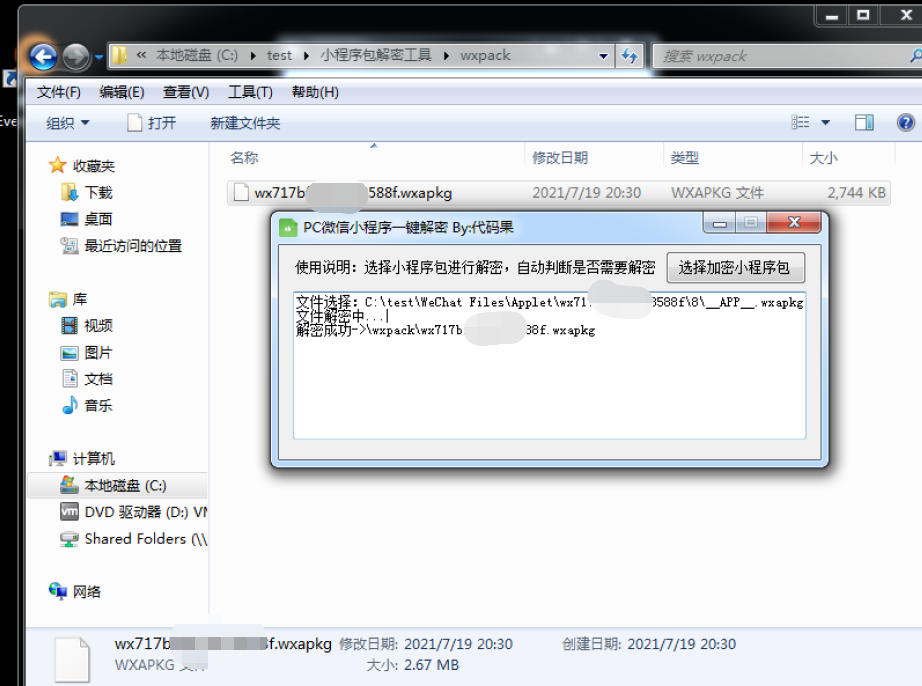 « 本地磁盘 (C:) ▸ test ▸ 小程序包解密工具 ▸ wxpack
搜索 wxpack
文件(F) 编辑(E) 查看(V) 工具(T) 帮助(H)
Eve
组织 打开 新建文件夹
名称 修改日期 类型 大小
收藏夹
下载
桌面
最近访问的位置
库
视频
图片
文档
音乐
计算机
本地磁盘 (C:)
DVD 驱动器 (D:) VM
Shared Folders (\\
网络
wx717b 588f.wxapkg 2021/7/19 20:30 WXAPKG 文件 2,744 KB
PC微信小程序一键解密 By:代码果
使用说明：选择小程序包进行解密，自动判断是否需要解密 选择加密小程序包
文件选择：C:\test\WeChat Files\Applet\wx71 8588f\8\__APP__.wxapkg
文件解密中...
解密成功->\wxpack\wx717b 88f.wxapkg
wx717b 8f.wxapkg 修改日期: 2021/7/19 20:30 创建日期: 2021/7/19 20:30
WXAPKG 文件 大小: 2.67 MB